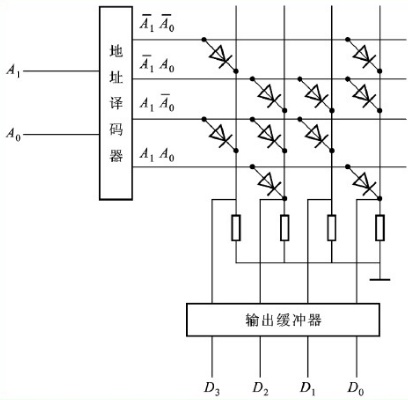 A̅₁ A̅₀
A̅₁ A₀
A₁ A̅₀
A₁ A₀
A₁
A₀
地址译码器
输出缓冲器
D₃ D₂ D₁ D₀